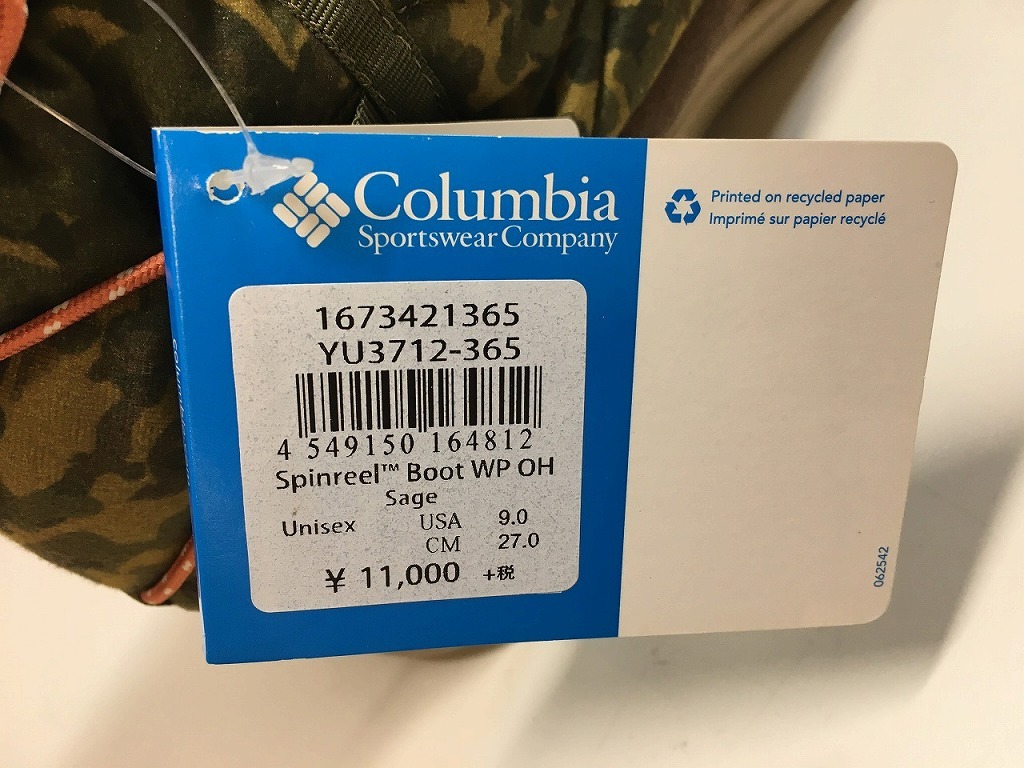 Columbia
Sportswear Company
Printed on recycled paper
Imprimé sur papier recyclé
1673421365
YU3712-365
4 549150 164812
Spinreel™ Boot WP OH
Sage
Unisex USA 9.0
CM 27.0
¥ 11,000 +税
062542